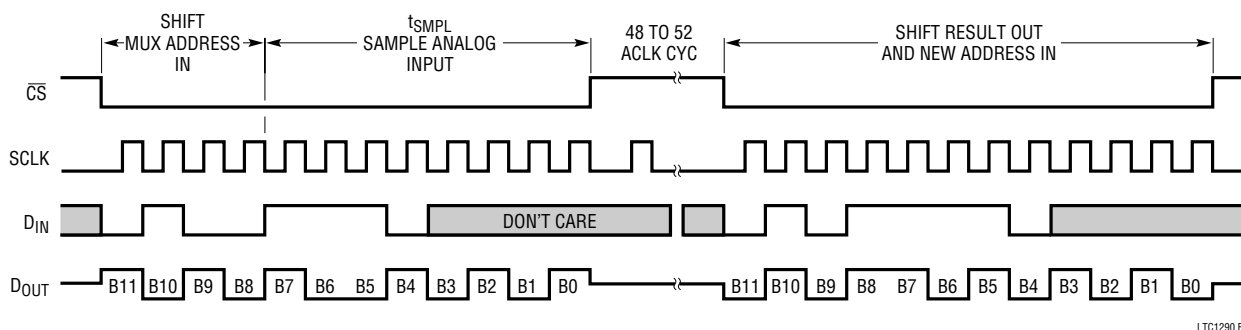 SHIFT
MUX ADDRESS
IN
tSMPL
SAMPLE ANALOG
INPUT
48 TO 52
ACLK CYC
SHIFT RESULT OUT
AND NEW ADDRESS IN
CS
SCLK
DIN
DON'T CARE
DOUT
B11 B10 B9 B8 B7 B6 B5 B4 B3 B2 B1 B0 B11 B10 B9 B8 B7 B6 B5 B4 B3 B2 B1 B0
LTC1290 F